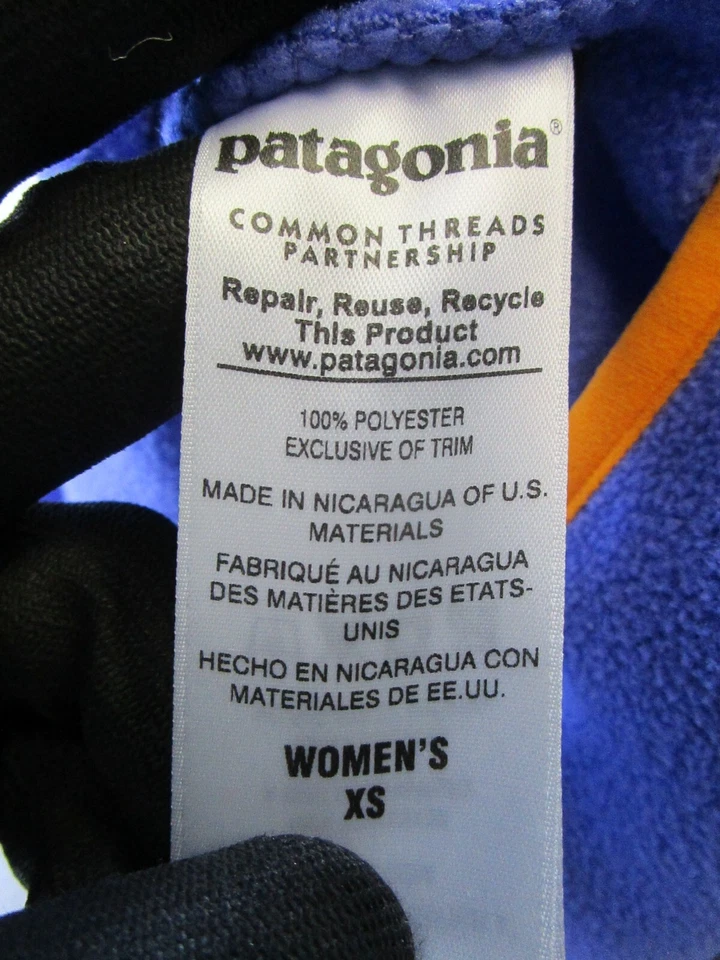 patagonia®
COMMON THREADS
PARTNERSHIP
Repair, Reuse, Recycle
This Product
www.patagonia.com
100% POLYESTER
EXCLUSIVE OF TRIM
MADE IN NICARAGUA OF U.S.
MATERIALS
FABRIQUÉ AU NICARAGUA
DES MATIÈRES DES ETATS-
UNIS
HECHO EN NICARAGUA CON
MATERIALES DE EE.UU.
WOMEN'S
XS